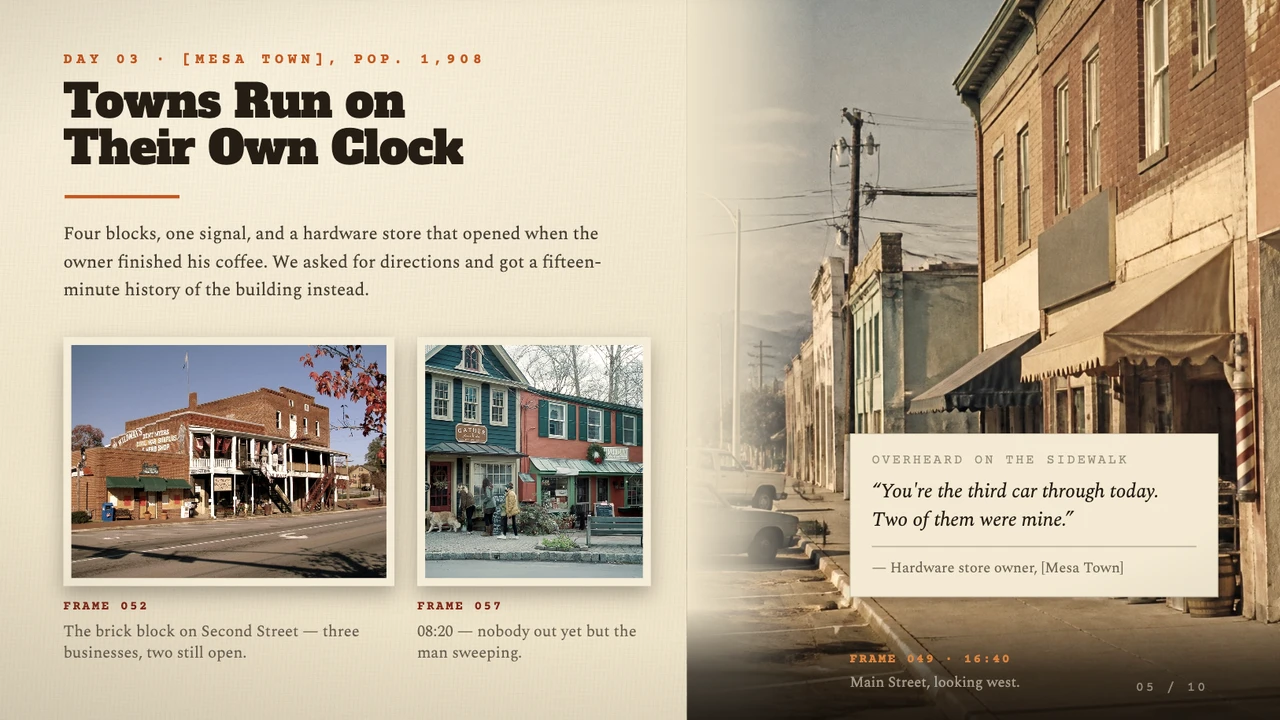 DAY 03 · [MESA TOWN], POP. 1,908
Towns Run on
Their Own Clock
Four blocks, one signal, and a hardware store that opened when the
owner finished his coffee. We asked for directions and got a fifteen-
minute history of the building instead.
GATHER
FRAME 052
The brick block on Second Street — three
businesses, two still open.
FRAME 057
08:20 — nobody out yet but the
man sweeping.
OVERHEARD ON THE SIDEWALK
“You're the third car through today.
Two of them were mine.”
— Hardware store owner, [Mesa Town]
FRAME 049 · 16:40
Main Street, looking west.
05 / 10